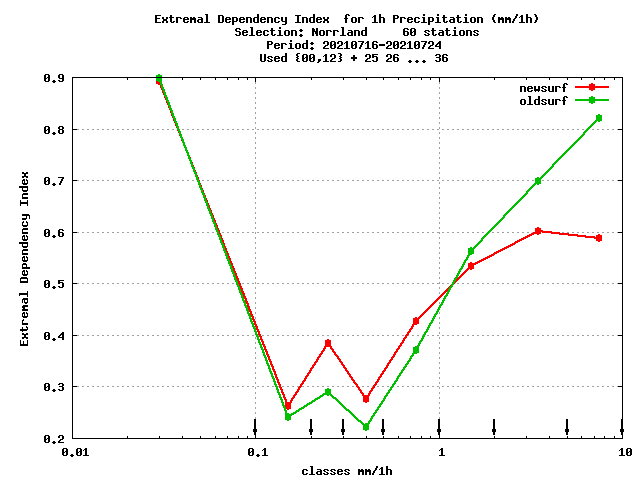 Extremal Dependency Index  for 1h Precipitation (mm/1h)
Selection: Norrland     60 stations
Period: 20210716-20210724
Used {00,12} + 25 26 ... 36
newsurf
oldsurf
0.9
0.8
0.7
0.6
0.5
0.4
0.3
0.2
Extremal Dependency Index
0.01
0.1
1
10
classes mm/1h